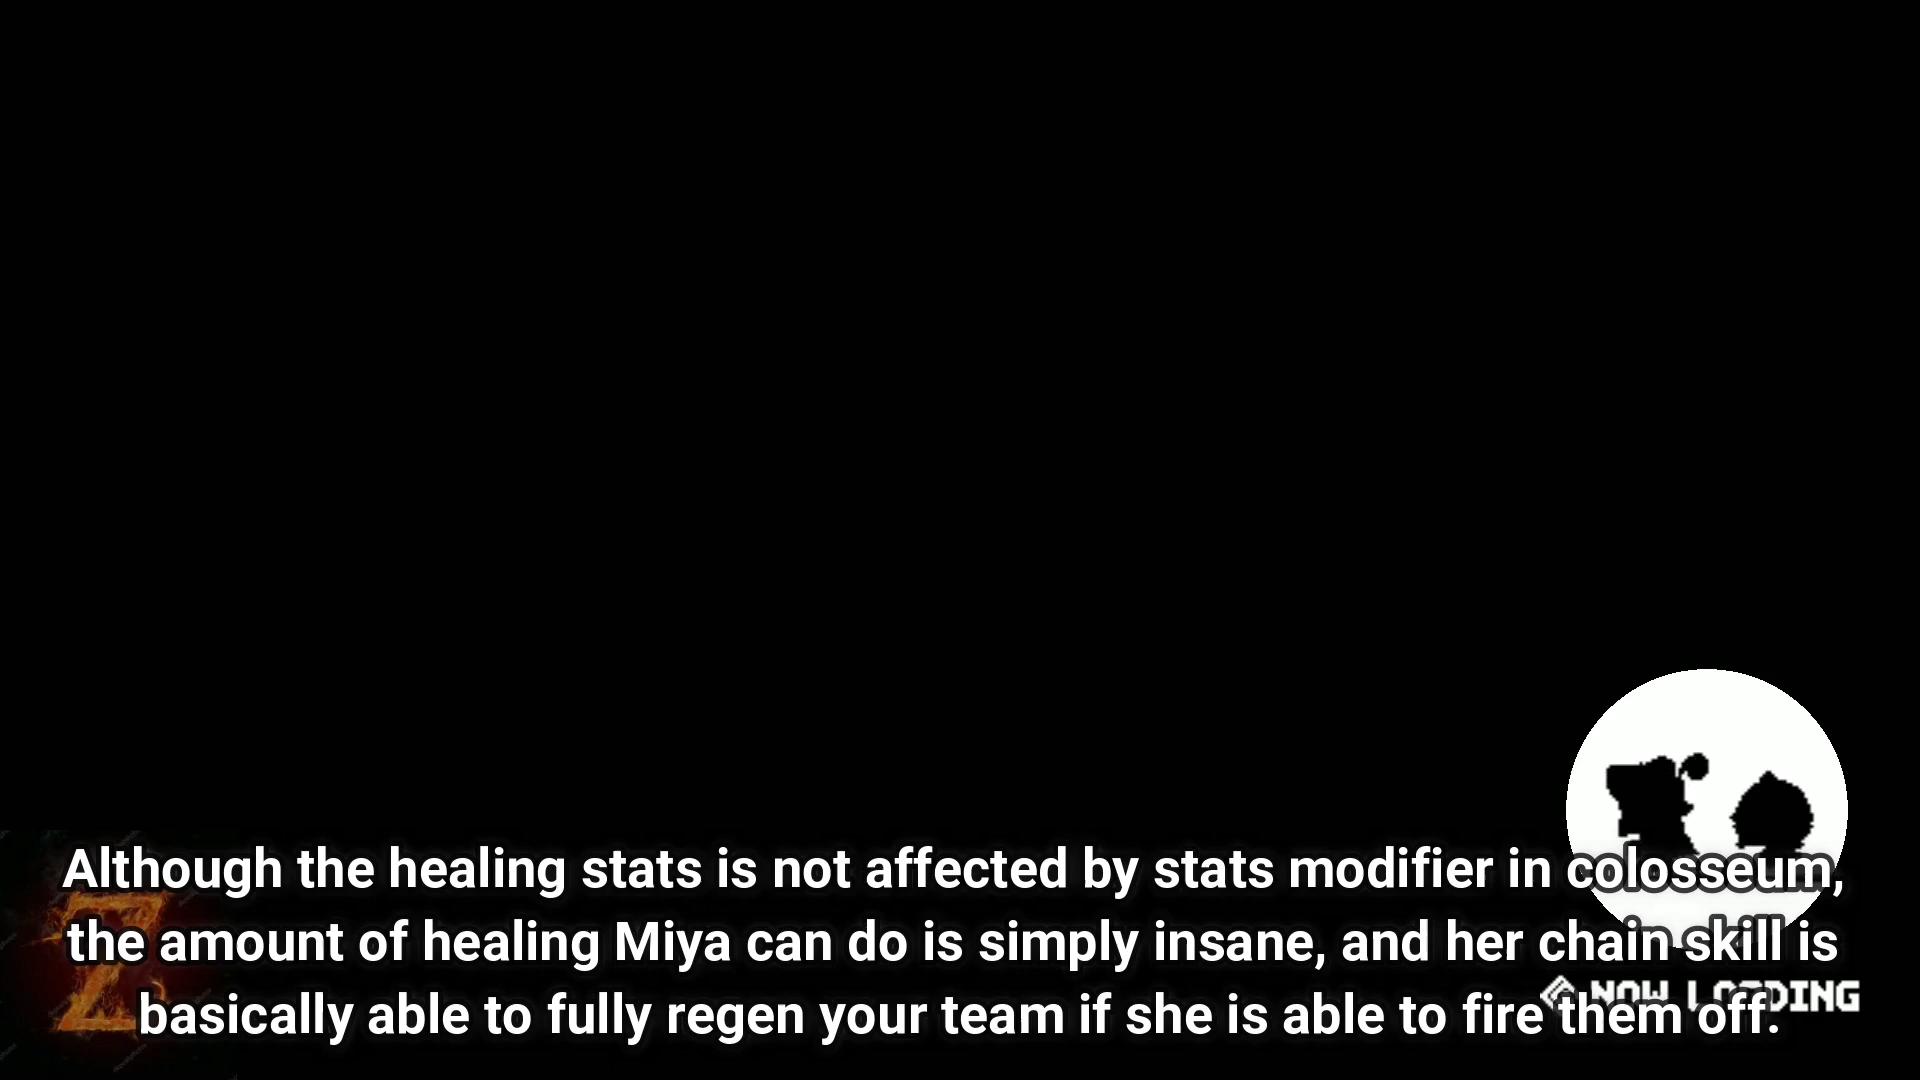 Although the healing stats is not affected by stats modifier in colosseum,
the amount of healing Miya can do is simply insane, and her chain skill is
basically able to fully regen your team if she is able to fire them off.
NOW LOADING
Z